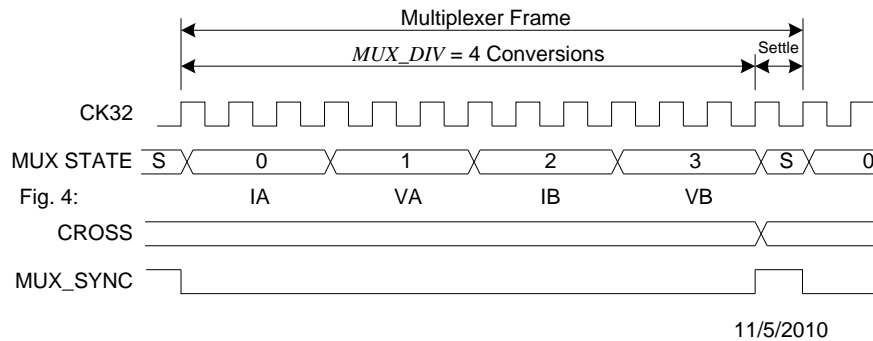 Multiplexer Frame
MUX_DIV = 4 Conversions
Settle
CK32
MUX STATE S 0 1 2 3 S 0
Fig. 4: IA VA IB VB
CROSS
MUX_SYNC
11/5/2010